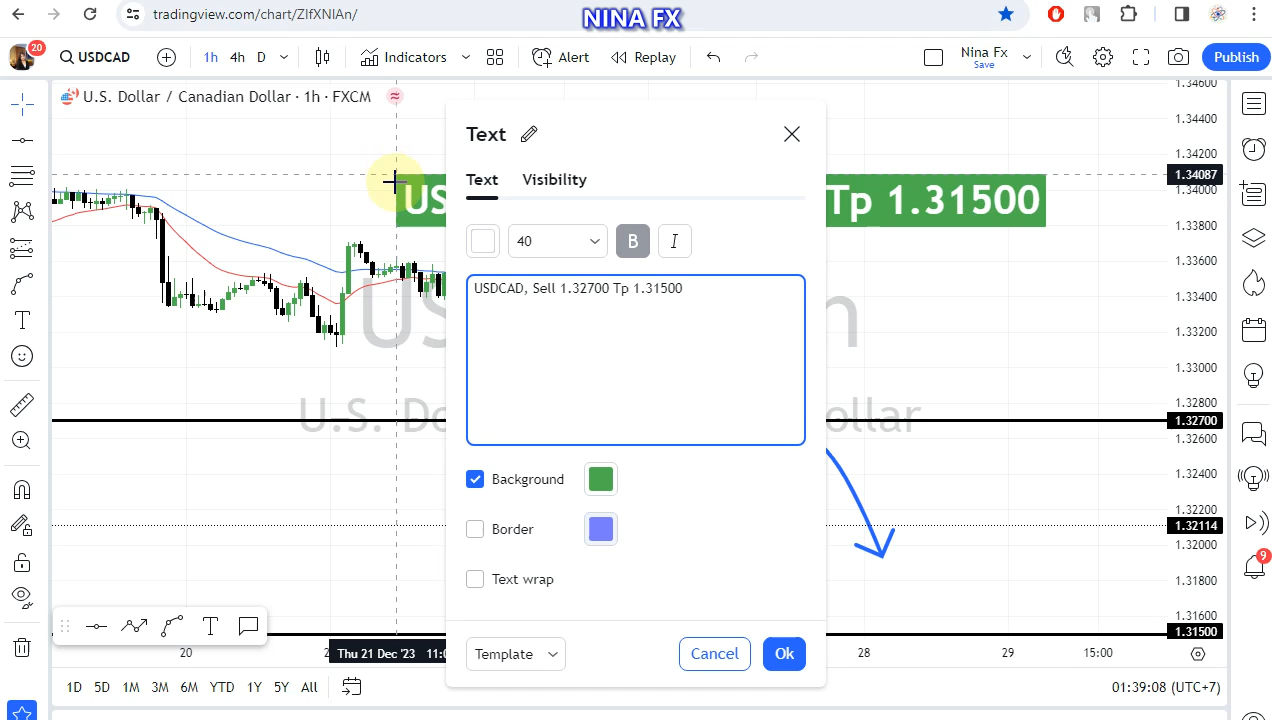 tradingview.com/chart/ZIfXNIAn/
NINA FX
20
USDCAD
1h 4h D
Indicators
Alert
Replay
Nina Fx
Save
Publish
U.S. Dollar / Canadian Dollar · 1h · FXCM
1.34600
1.34400
1.34200
1.34087
1.34000
1.33800
1.33600
1.33400
1.33200
1.33000
1.32800
1.32700
1.32600
1.32400
1.32200
1.32114
1.32000
1.31800
1.31600
1.31500
Tp 1.31500
Text
Text Visibility
40
B I
USDCAD, Sell 1.32700 Tp 1.31500
Background
Border
Text wrap
Template
Cancel
Ok
U.S.
9
20
Thu 21 Dec '23
28
29
15:00
1D 5D 1M 3M 6M YTD 1Y 5Y All
01:39:08 (UTC+7)